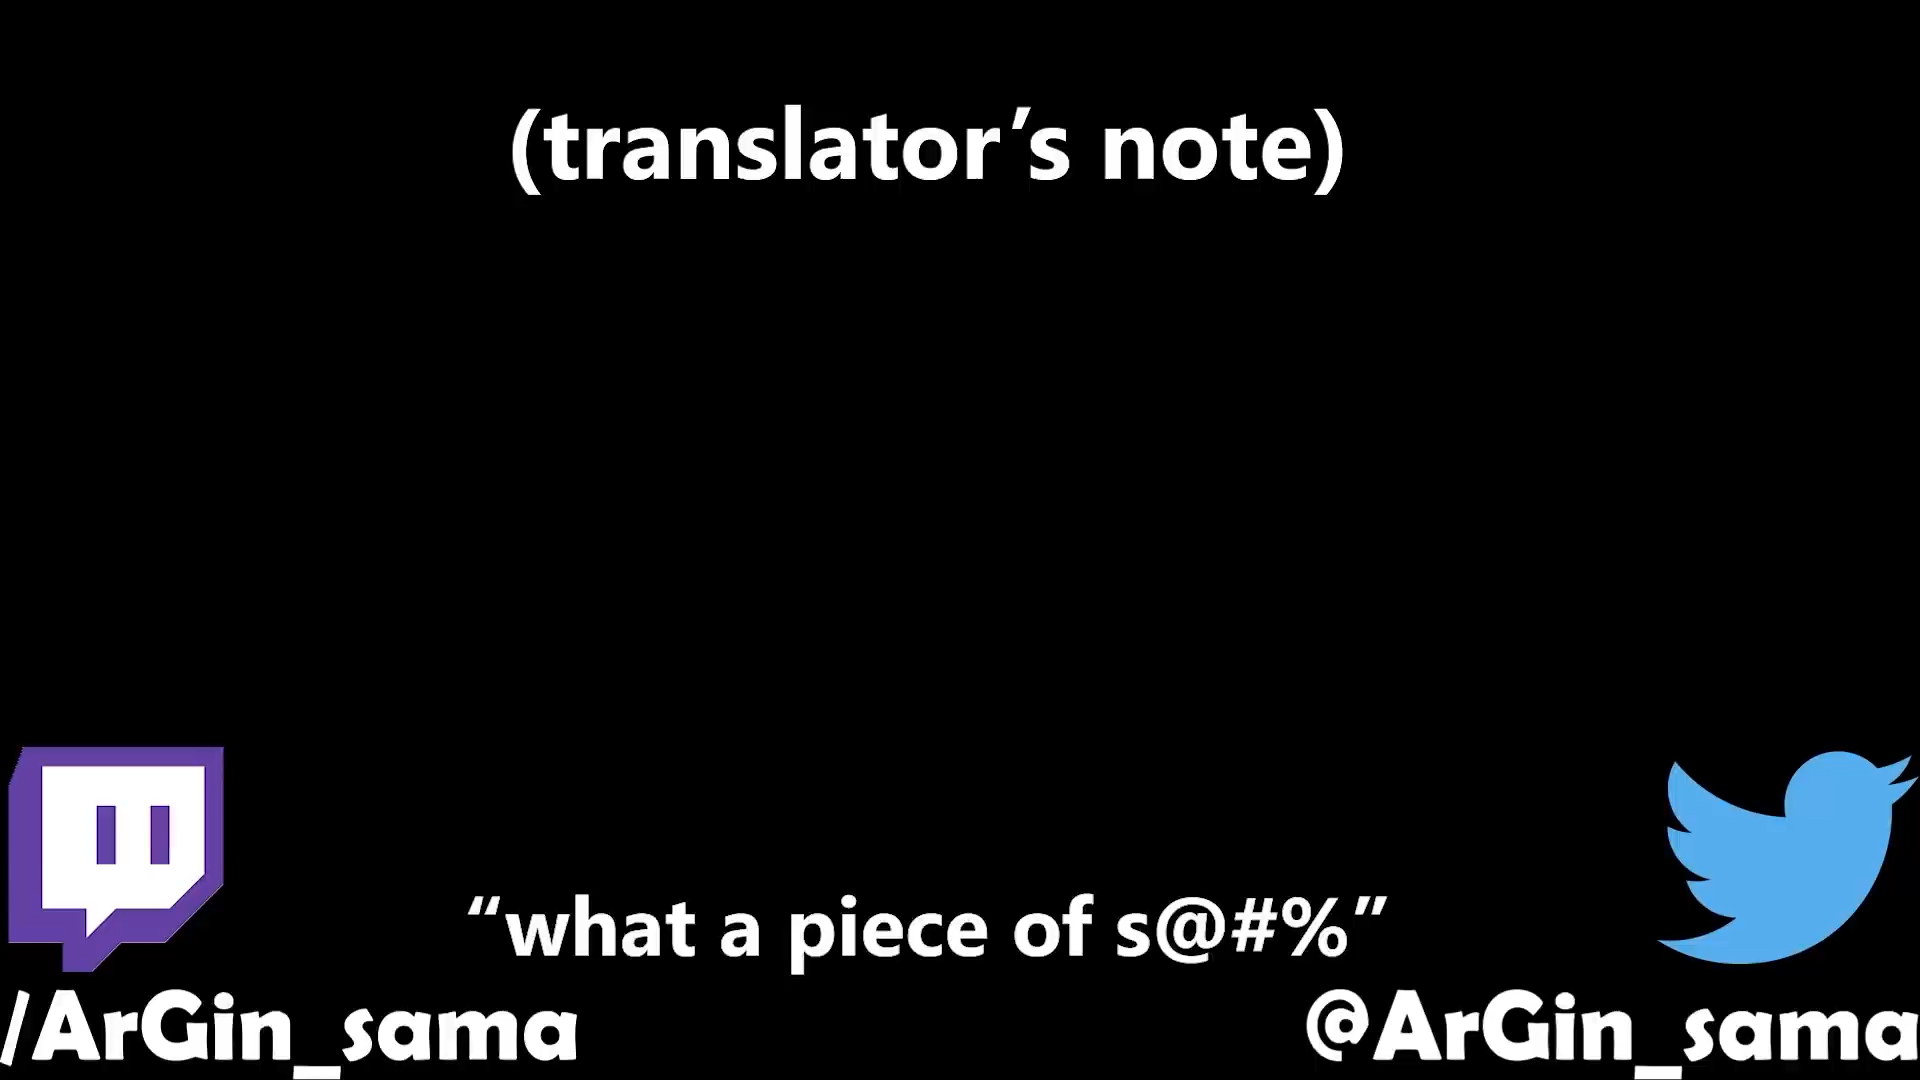 (translator’s note)
“what a piece of s@#%”
/ArGin_sama
@ArGin_sama